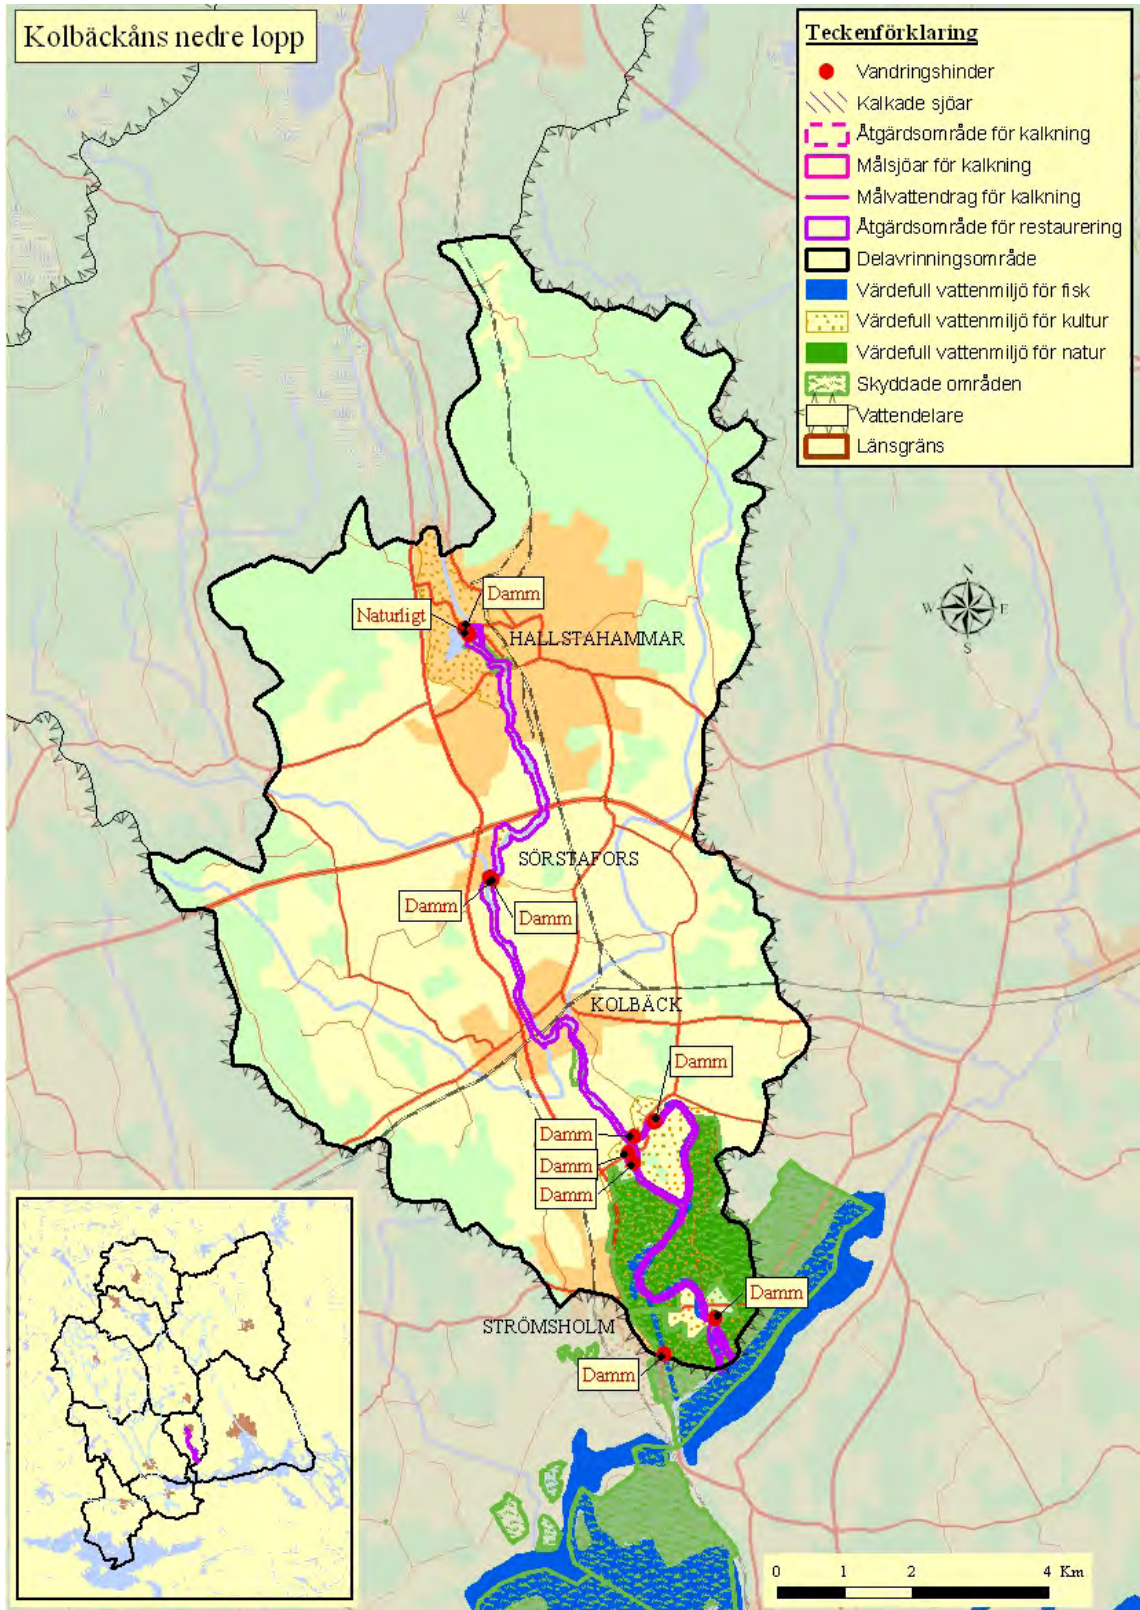 Kolbäckåns nedre lopp
Teckenförklaring
Vandringshinder
Kalkade sjöar
Åtgärdsområde för kalkning
Målsjöar för kalkning
Målvattendrag för kalkning
Åtgärdsområde för restaurering
Delavrinningsområde
Värdefull vattenmiljö för fisk
Värdefull vattenmiljö för kultur
Värdefull vattenmiljö för natur
Skyddade områden
Vattendelare
Länsgräns
N
W E
S
Damm
Naturligt
HALLSTAHAMMAR
SÖRSTAFORS
Damm
Damm
KOLBÄCK
Damm
Damm
Damm
Damm
Damm
STRÖMSHOLM
Damm
0 1 2 4 Km